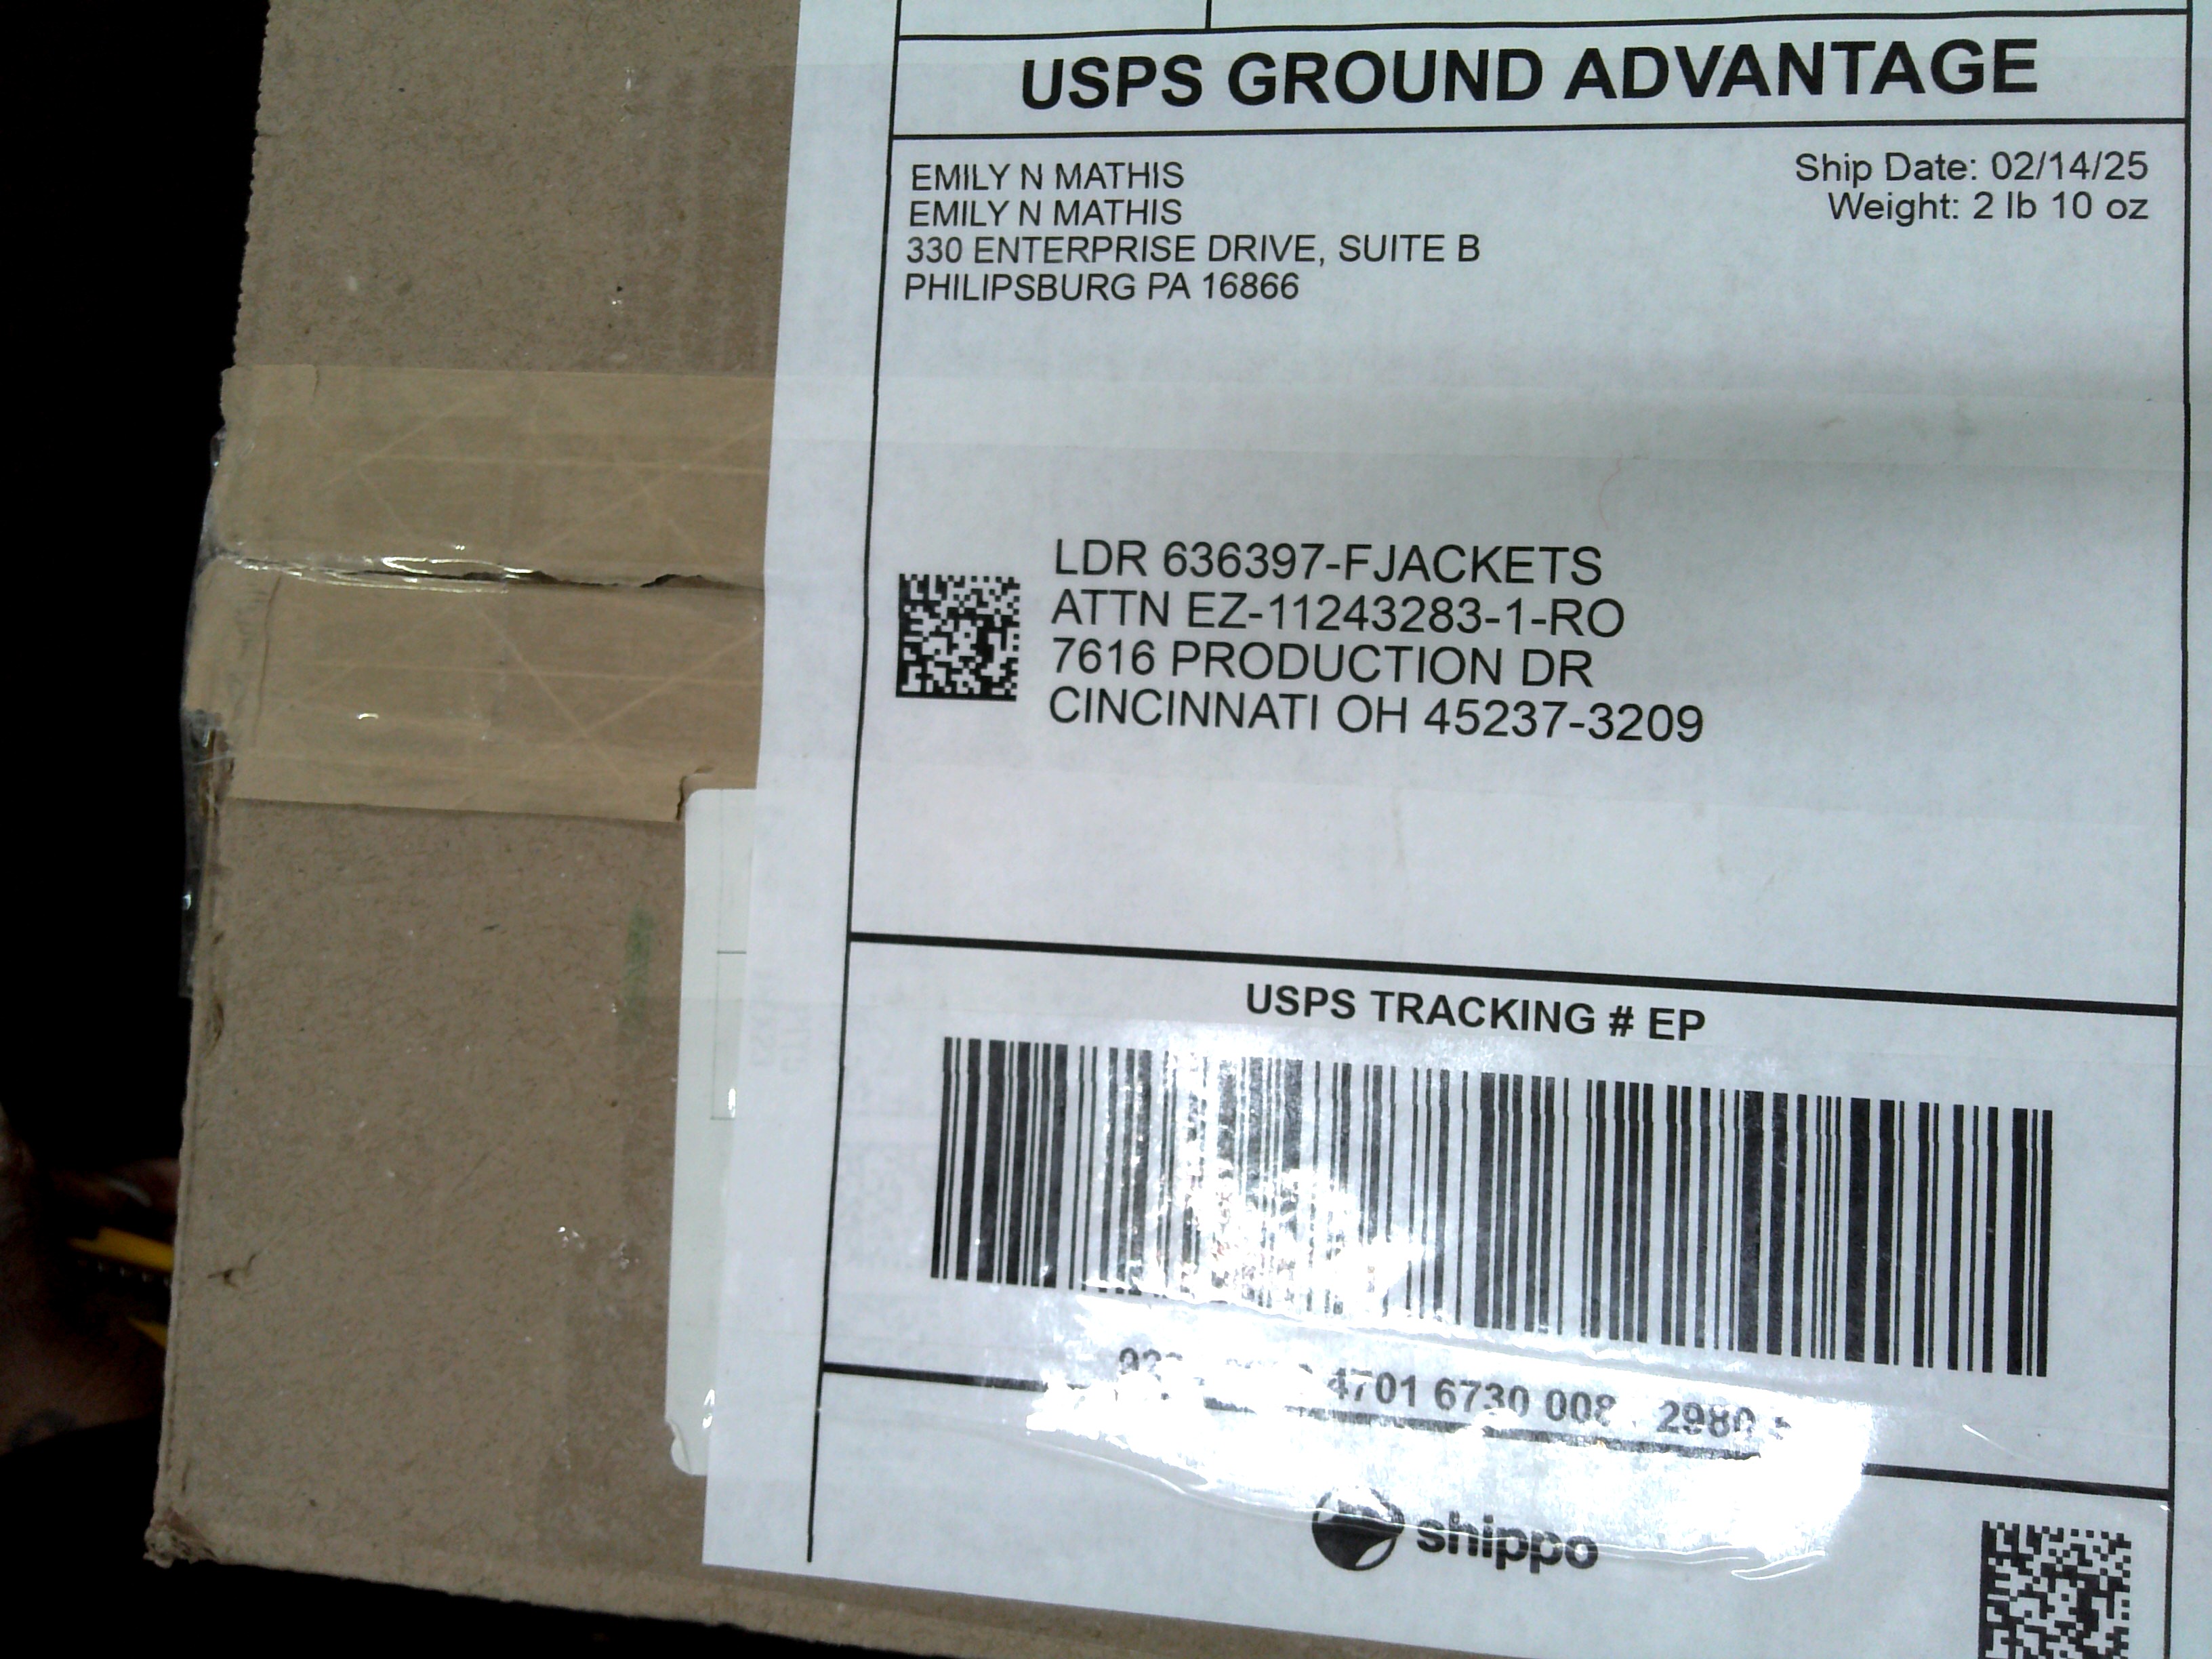 USPS GROUND ADVANTAGE
EMILY N MATHIS
EMILY N MATHIS
330 ENTERPRISE DRIVE, SUITE B
PHILIPSBURG PA 16866
Ship Date: 02/14/25
Weight: 2 lb 10 oz
LDR 636397-FJACKETS
ATTN EZ-11243283-1-RO
7616 PRODUCTION DR
CINCINNATI OH 45237-3209
USPS TRACKING # EP
4701 6730 2980
shippo